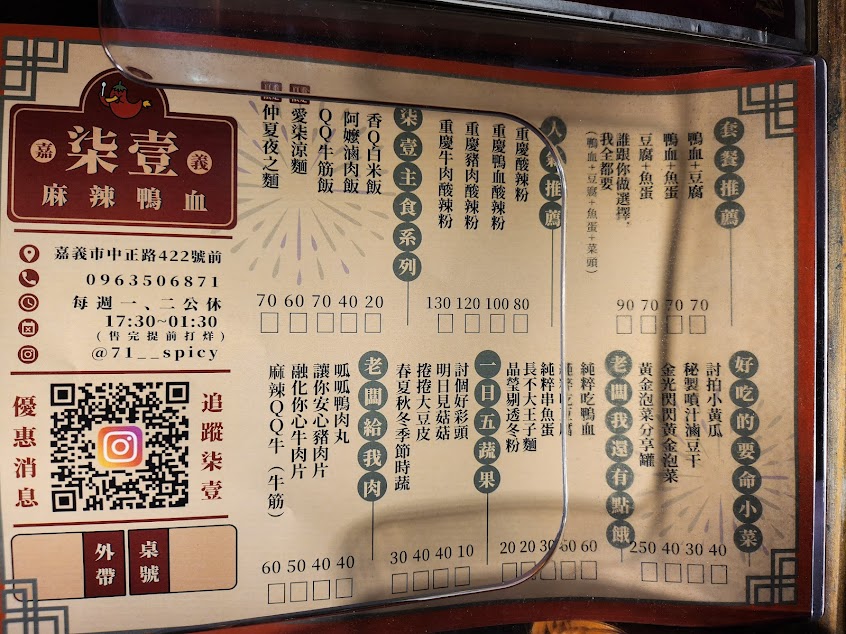 套餐推薦
鴨血+豆腐
70
鴨血+魚蛋
70
豆腐+魚蛋
70
誰跟你做選擇,
我全都要
(鴨血+豆腐+魚蛋+菜頭)
90
人氣推薦
重慶酸辣粉
80
重慶鴨血酸辣粉
100
重慶豬肉酸辣粉
120
重慶牛肉酸辣粉
130
柒壹主食系列
香Q白米飯
20
阿嬤滷肉飯
40
QQ牛筋飯
70
愛柒涼麵
60
仲夏夜之麵
70
好吃的要命小菜
討拍小黃瓜
40
秘製噴汁滷豆干
30
金光閃閃黃金泡菜
40
黃金泡菜分享罐
250
老闆我還有點餓
純粹吃鴨血
60
純粹吃豆腐
60
純粹串魚蛋
30
長不大王子麵
20
晶瑩剔透冬粉
20
一日五蔬果
討個好彩頭
10
明日見菇菇
40
捲捲大豆皮
40
春夏秋冬季節時蔬
30
老闆給我肉
呱呱鴨肉丸
40
讓你安心豬肉片
40
融化你心牛肉片
50
麻辣QQ牛(牛筋)
60
嘉 柒壹 義
麻辣鴨血
嘉義市中正路422號前
0963506871
每週一、二公休
17:30~01:30
(售完提前打烊)
@71__spicy
追蹤柒壹
優惠消息
桌號
外帶